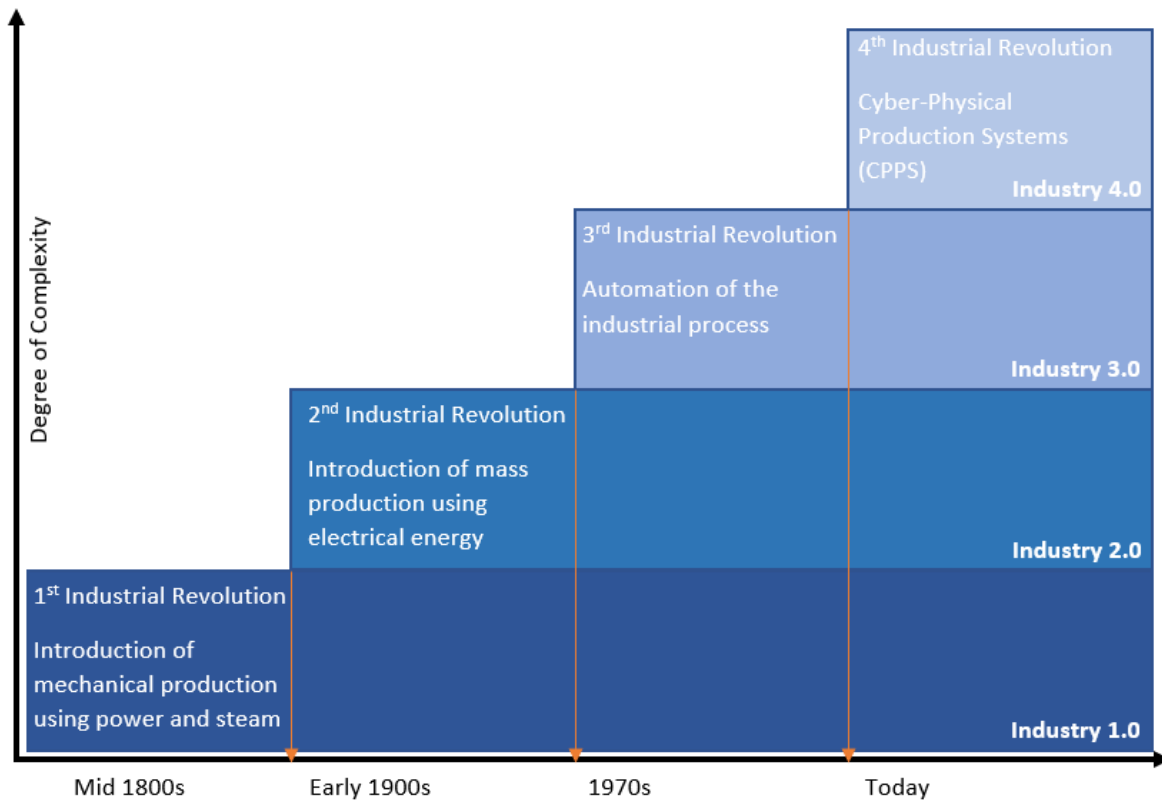 Degree of Complexity
4th Industrial Revolution
Cyber-Physical
Production Systems
(CPPS)
Industry 4.0
3rd Industrial Revolution
Automation of the
industrial process
Industry 3.0
2nd Industrial Revolution
Introduction of mass
production using
electrical energy
Industry 2.0
1st Industrial Revolution
Introduction of
mechanical production
using power and steam
Industry 1.0
Mid 1800s
Early 1900s
1970s
Today